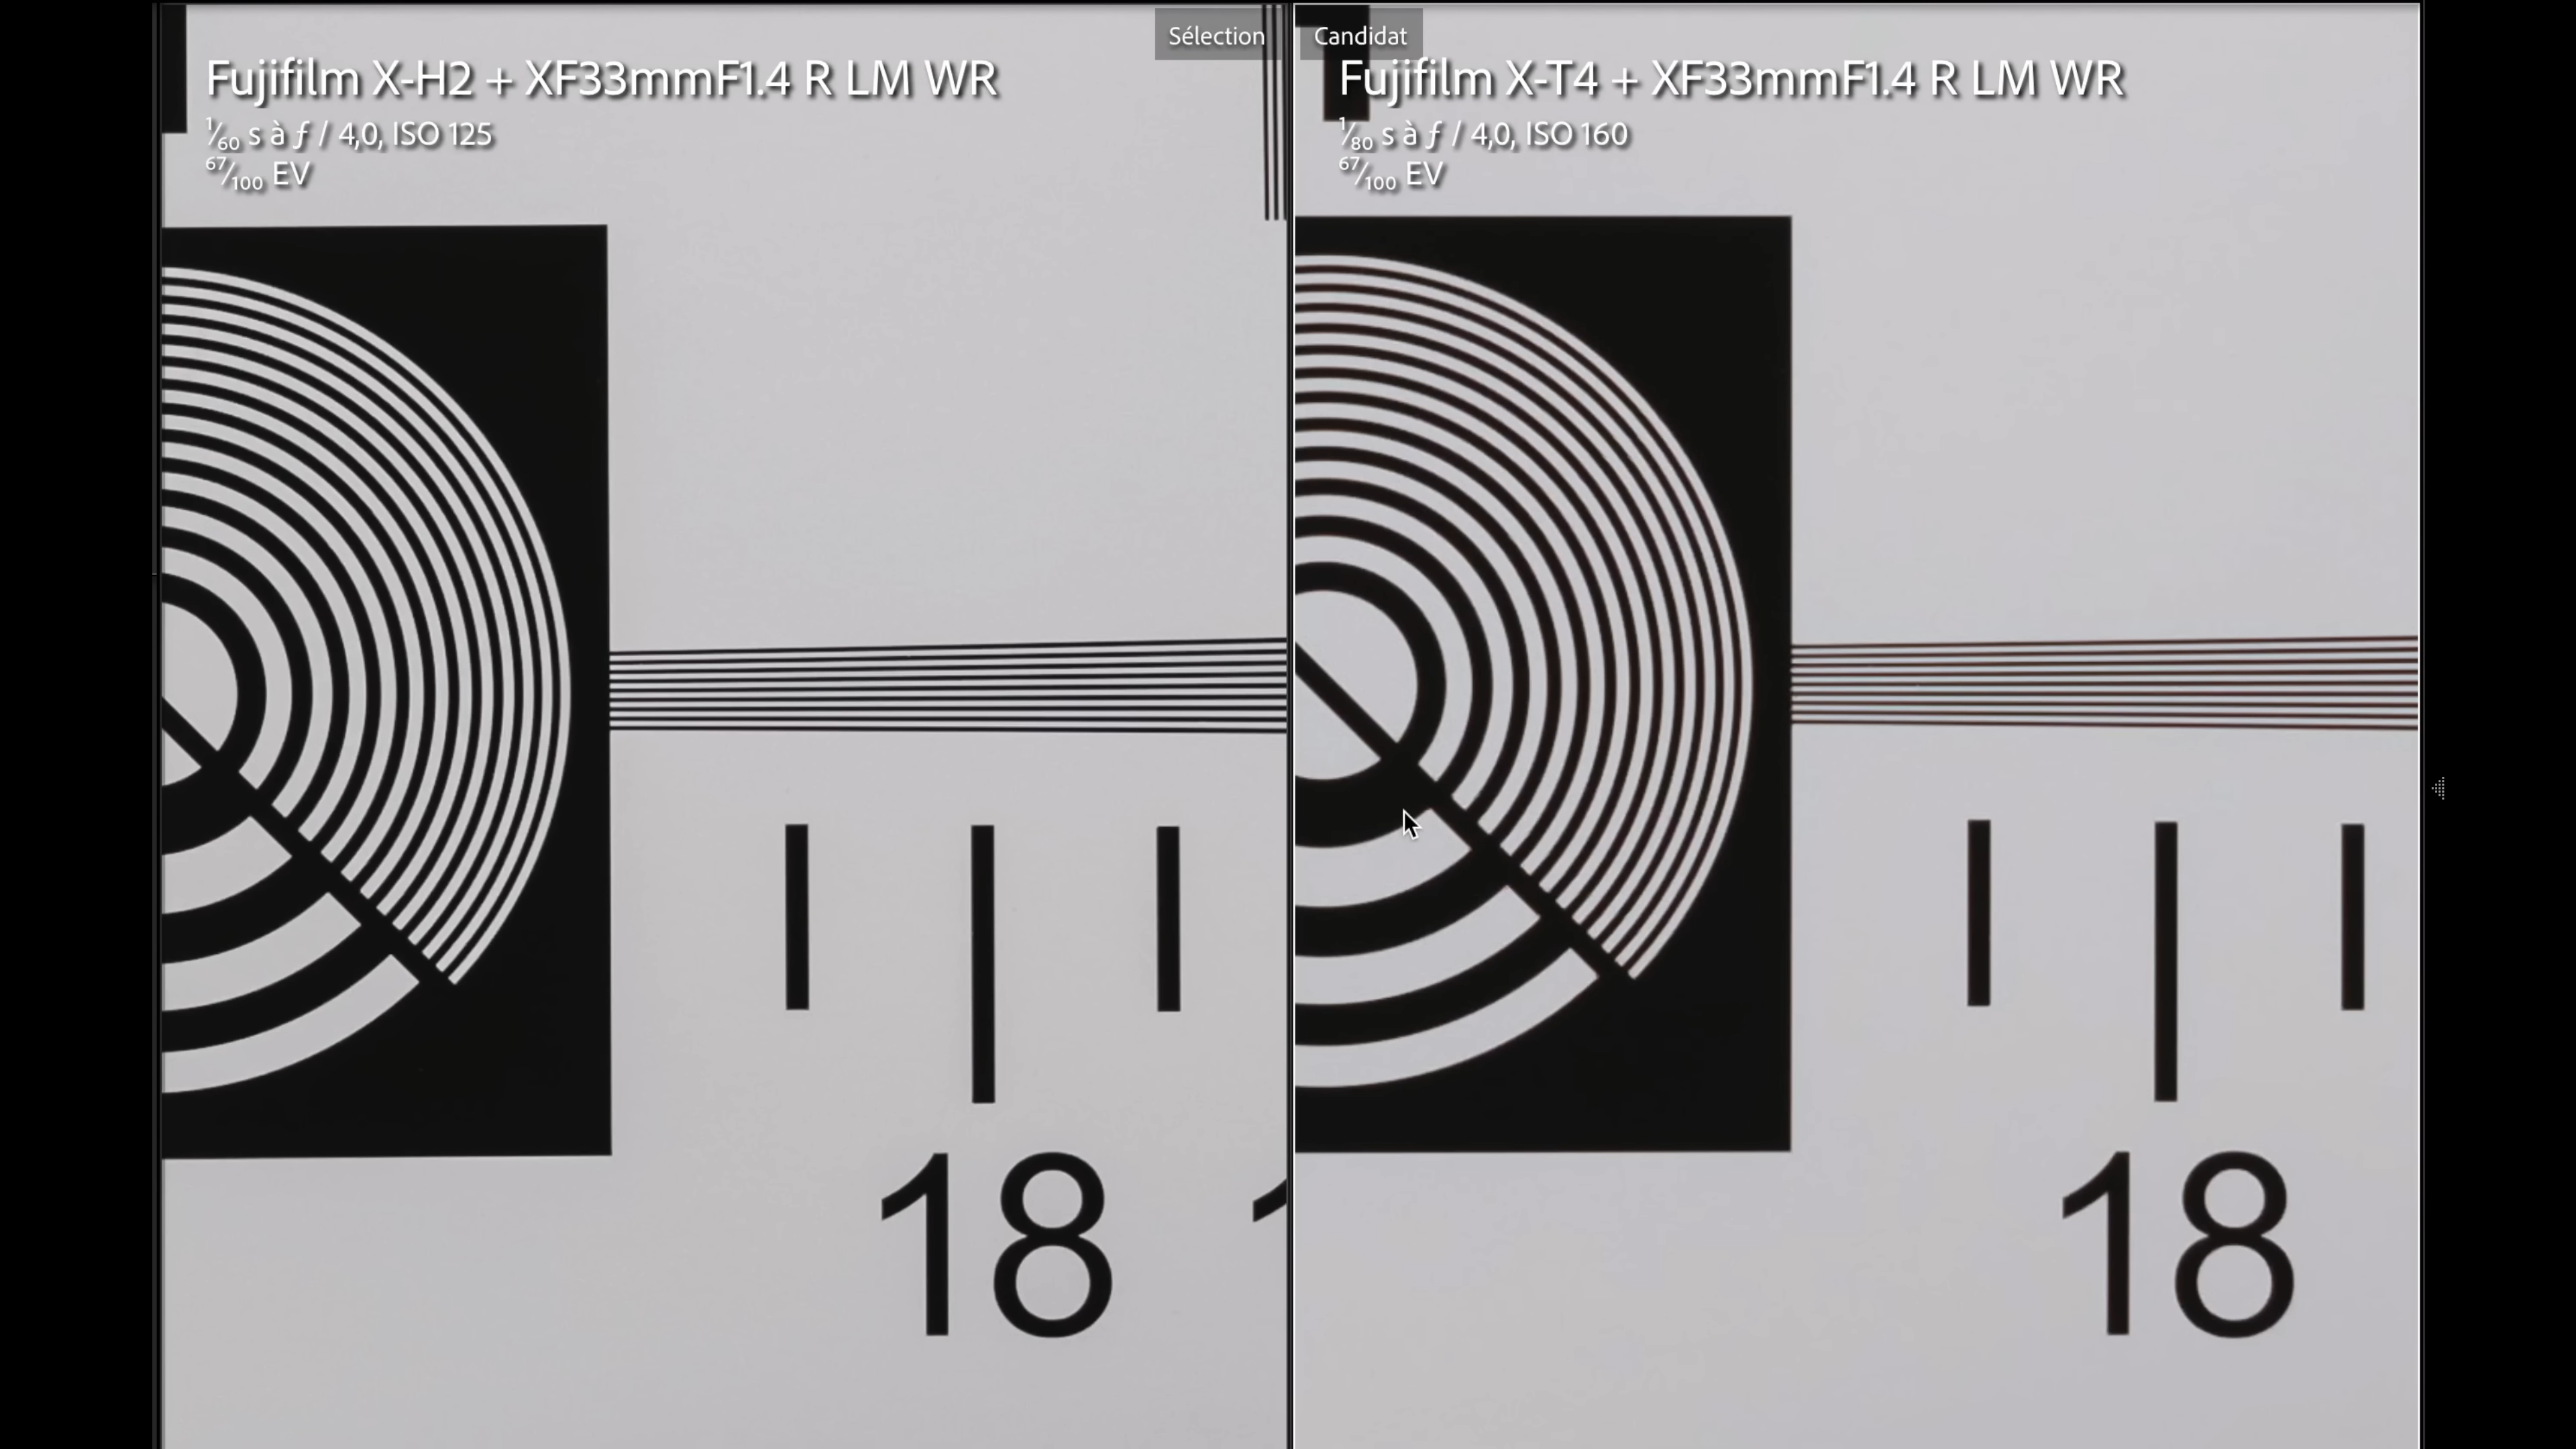 Sélection
Fujifilm X-H2 + XF33mmF1.4 R LM WR
1/60 s à ƒ / 4,0, ISO 125
67/100 EV
18
Candidat
Fujifilm X-T4 + XF33mmF1.4 R LM WR
1/80 s à ƒ / 4,0, ISO 160
67/100 EV
18